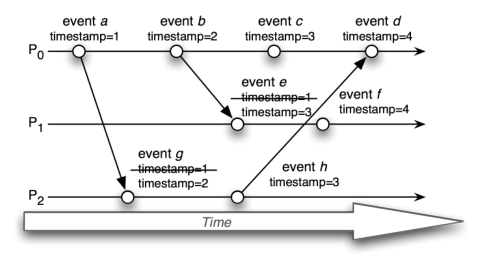 event a
timestamp=1
event b
timestamp=2
event c
timestamp=3
event d
timestamp=4
P0
event e
timestamp=1
timestamp=3
event f
timestamp=4
P1
event g
timestamp=1
timestamp=2
event h
timestamp=3
P2
Time